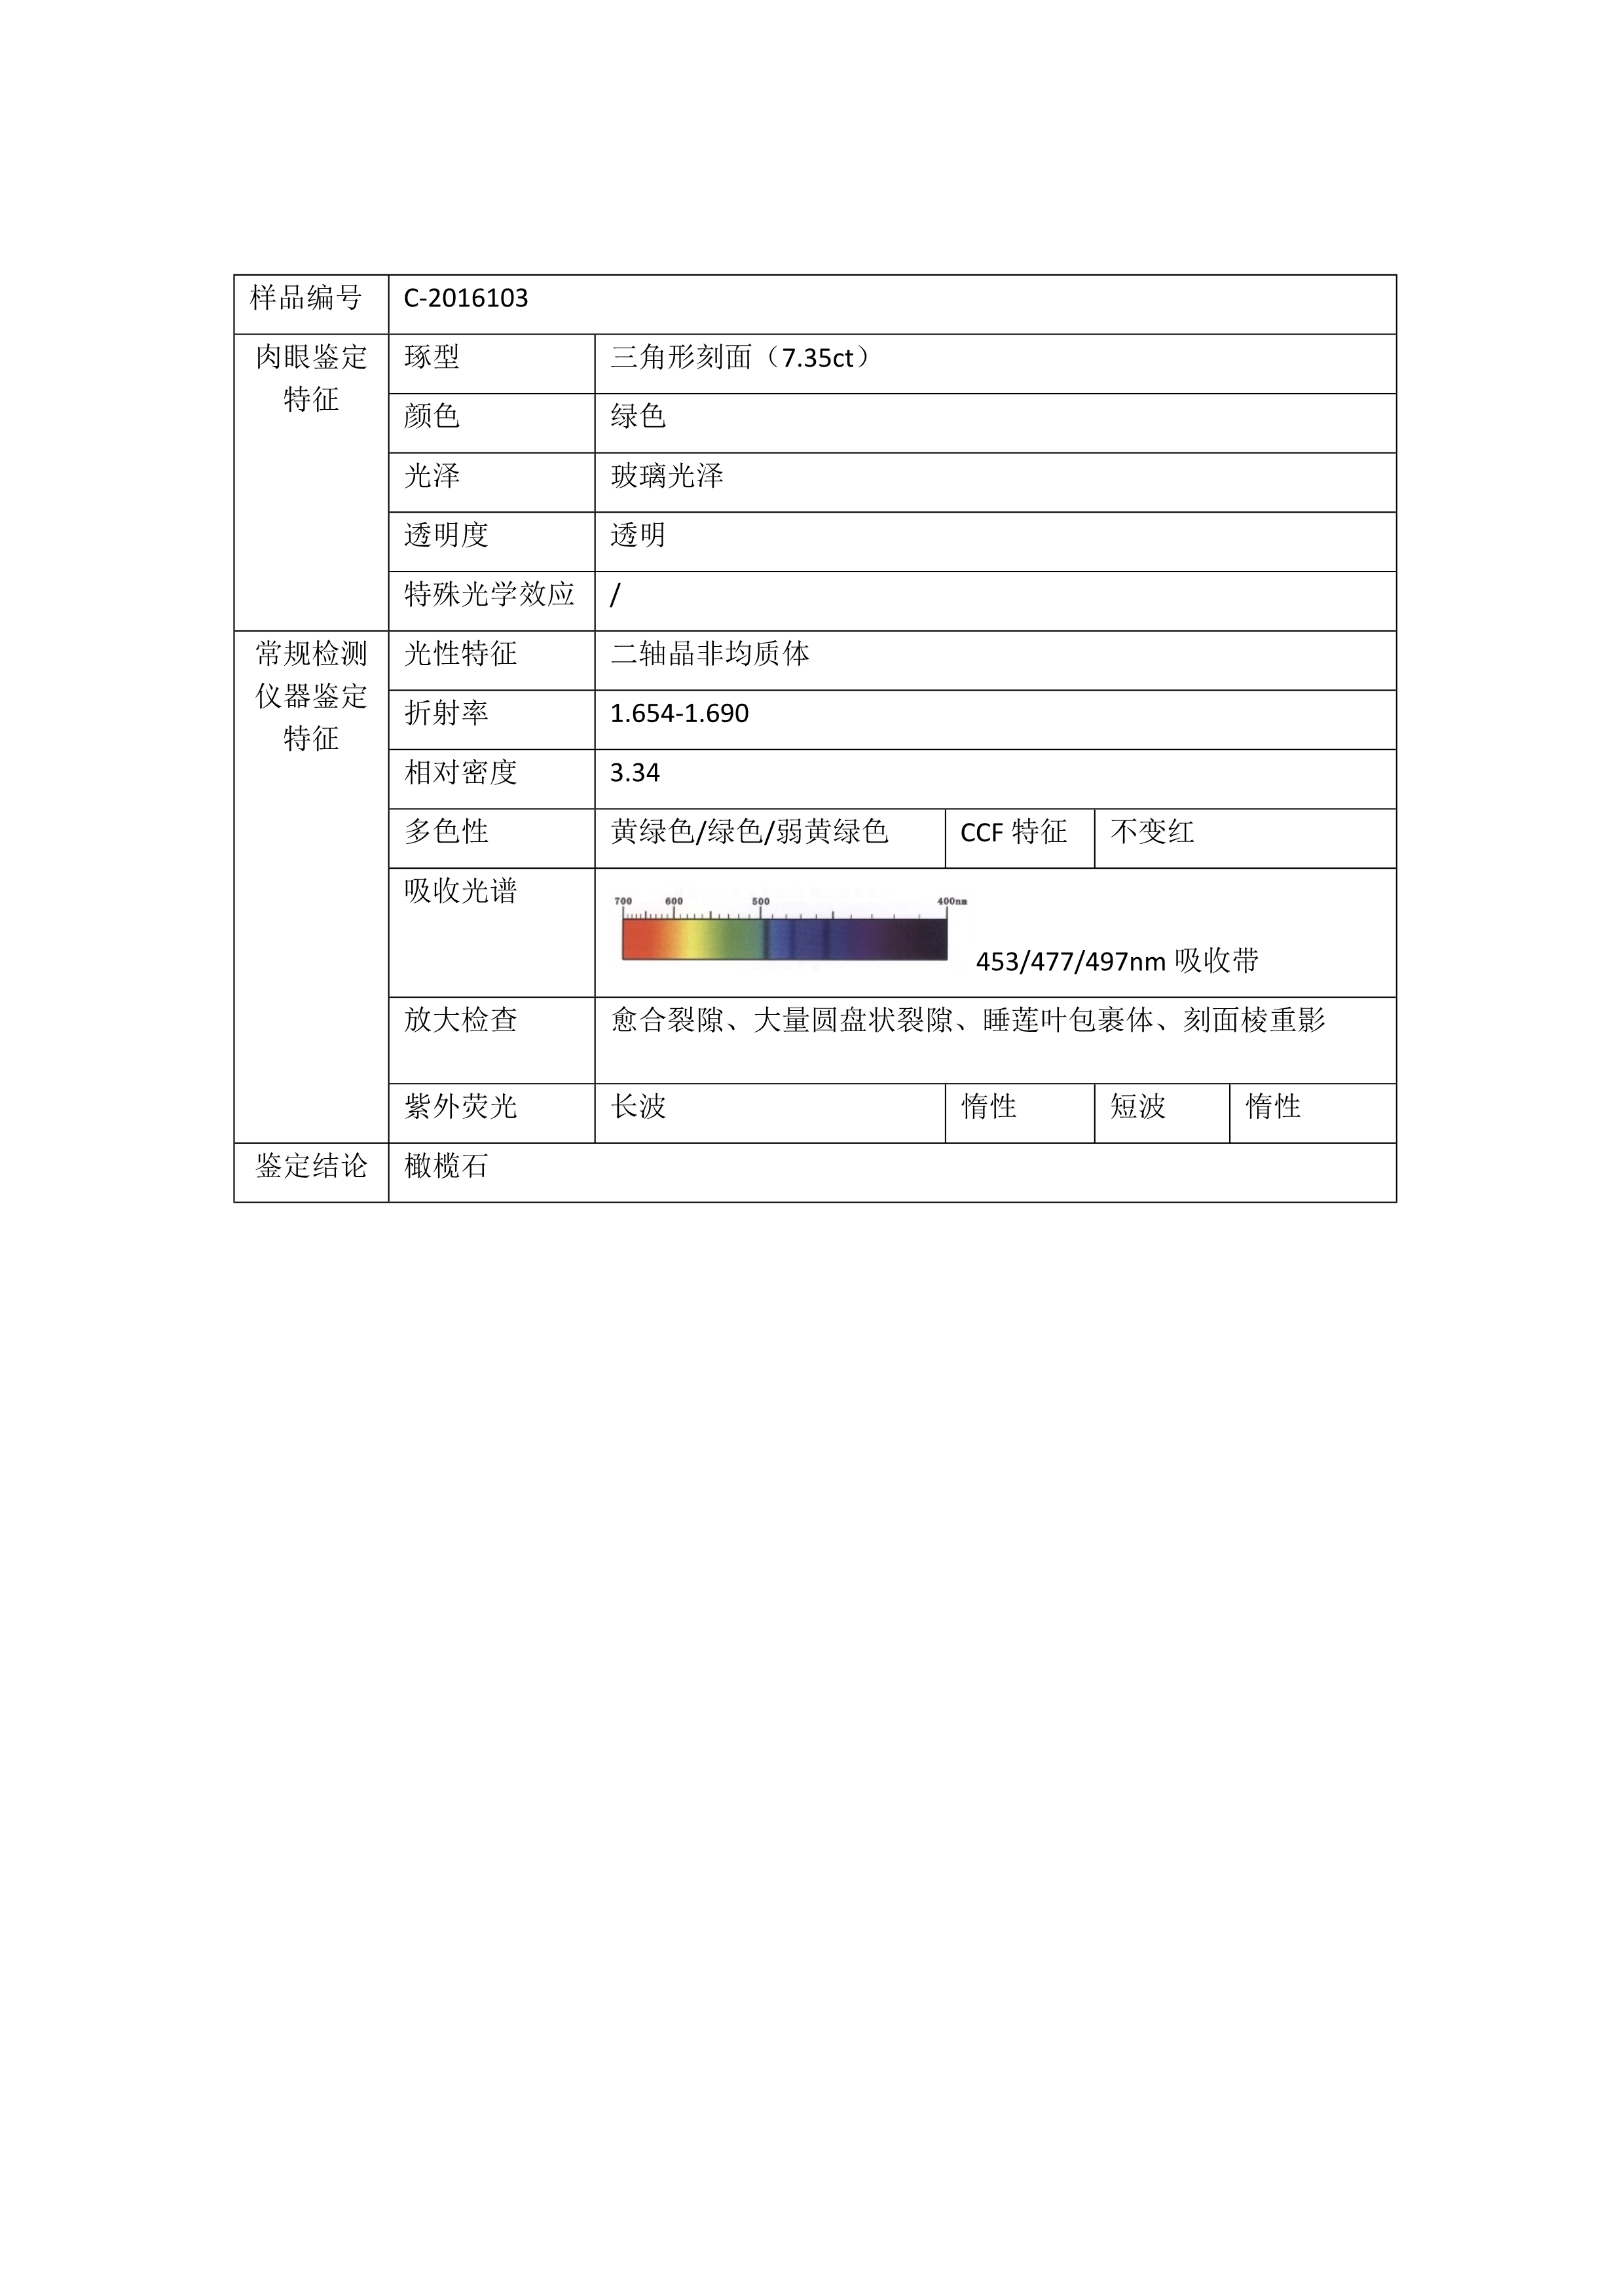 样品编号 C-2016103
肉眼鉴定 琢型 三角形刻面（7.35ct）
特征
颜色 绿色
光泽 玻璃光泽
透明度 透明
特殊光学效应 /
常规检测 光性特征 二轴晶非均质体
仪器鉴定 折射率 1.654-1.690
特征
相对密度 3.34
多色性 黄绿色/绿色/弱黄绿色 CCF 特征 不变红
吸收光谱
700 600 500 400nm
453/477/497nm 吸收带
放大检查 愈合裂隙、大量圆盘状裂隙、睡莲叶包裹体、刻面棱重影
紫外荧光 长波 惰性 短波 惰性
鉴定结论 橄榄石